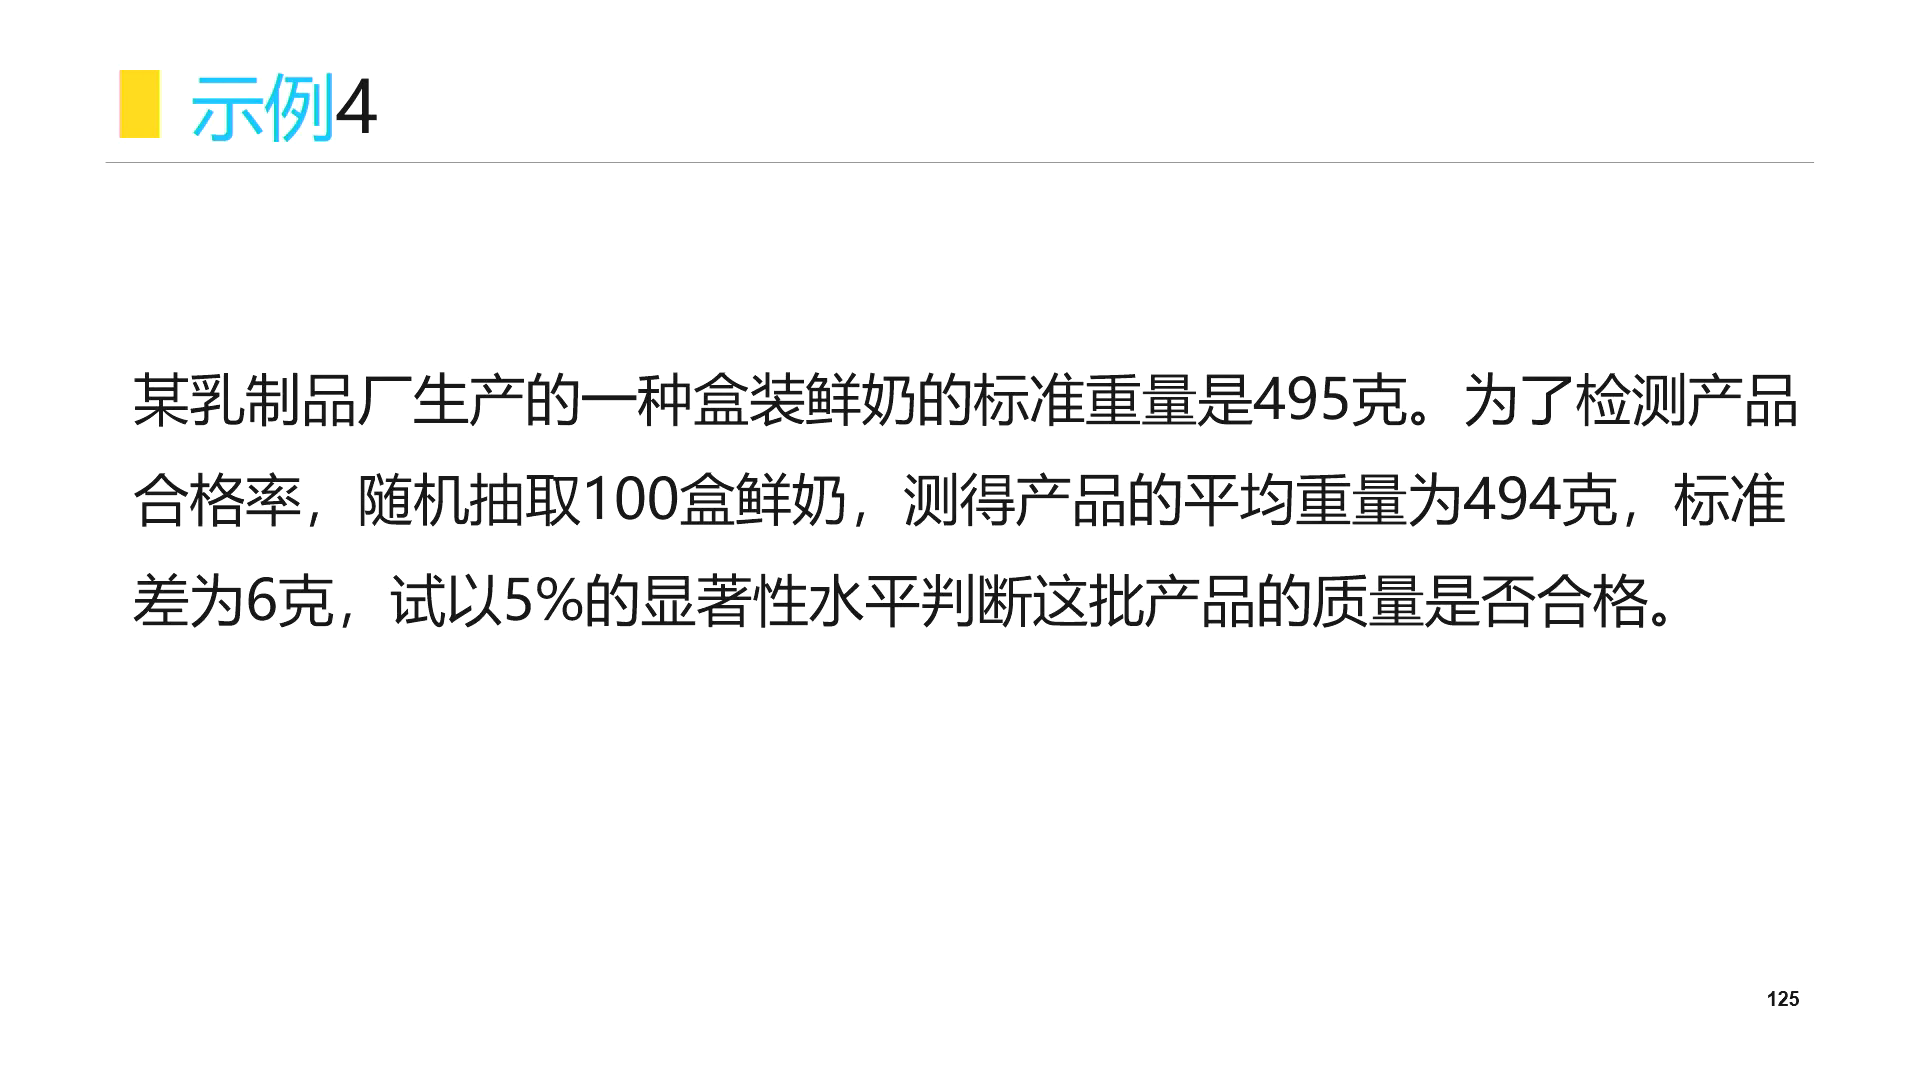 示例4
某乳制品厂生产的一种盒装鲜奶的标准重量是495克。为了检测产品
合格率，随机抽取100盒鲜奶，测得产品的平均重量为494克，标准
差为6克，试以5%的显著性水平判断这批产品的质量是否合格。
125